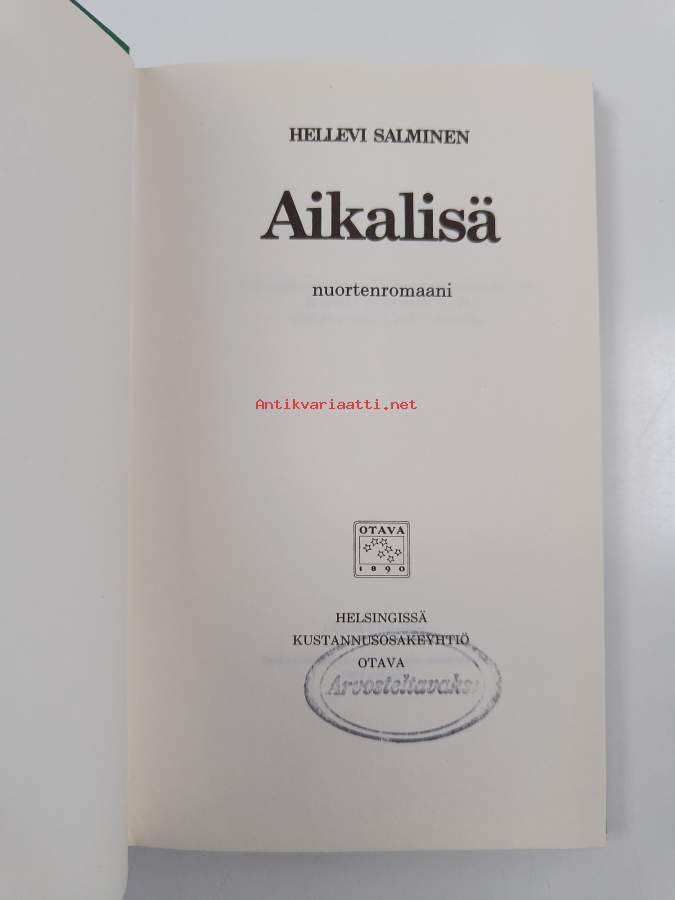 HELLEVI SALMINEN
Aikalisä
nuortenromaani
Antikvariaatti.net
OTAVA
1890
HELSINGISSÄ
KUSTANNUSOSAKEYHTIÖ
OTAVA
Arvosteltavaksi